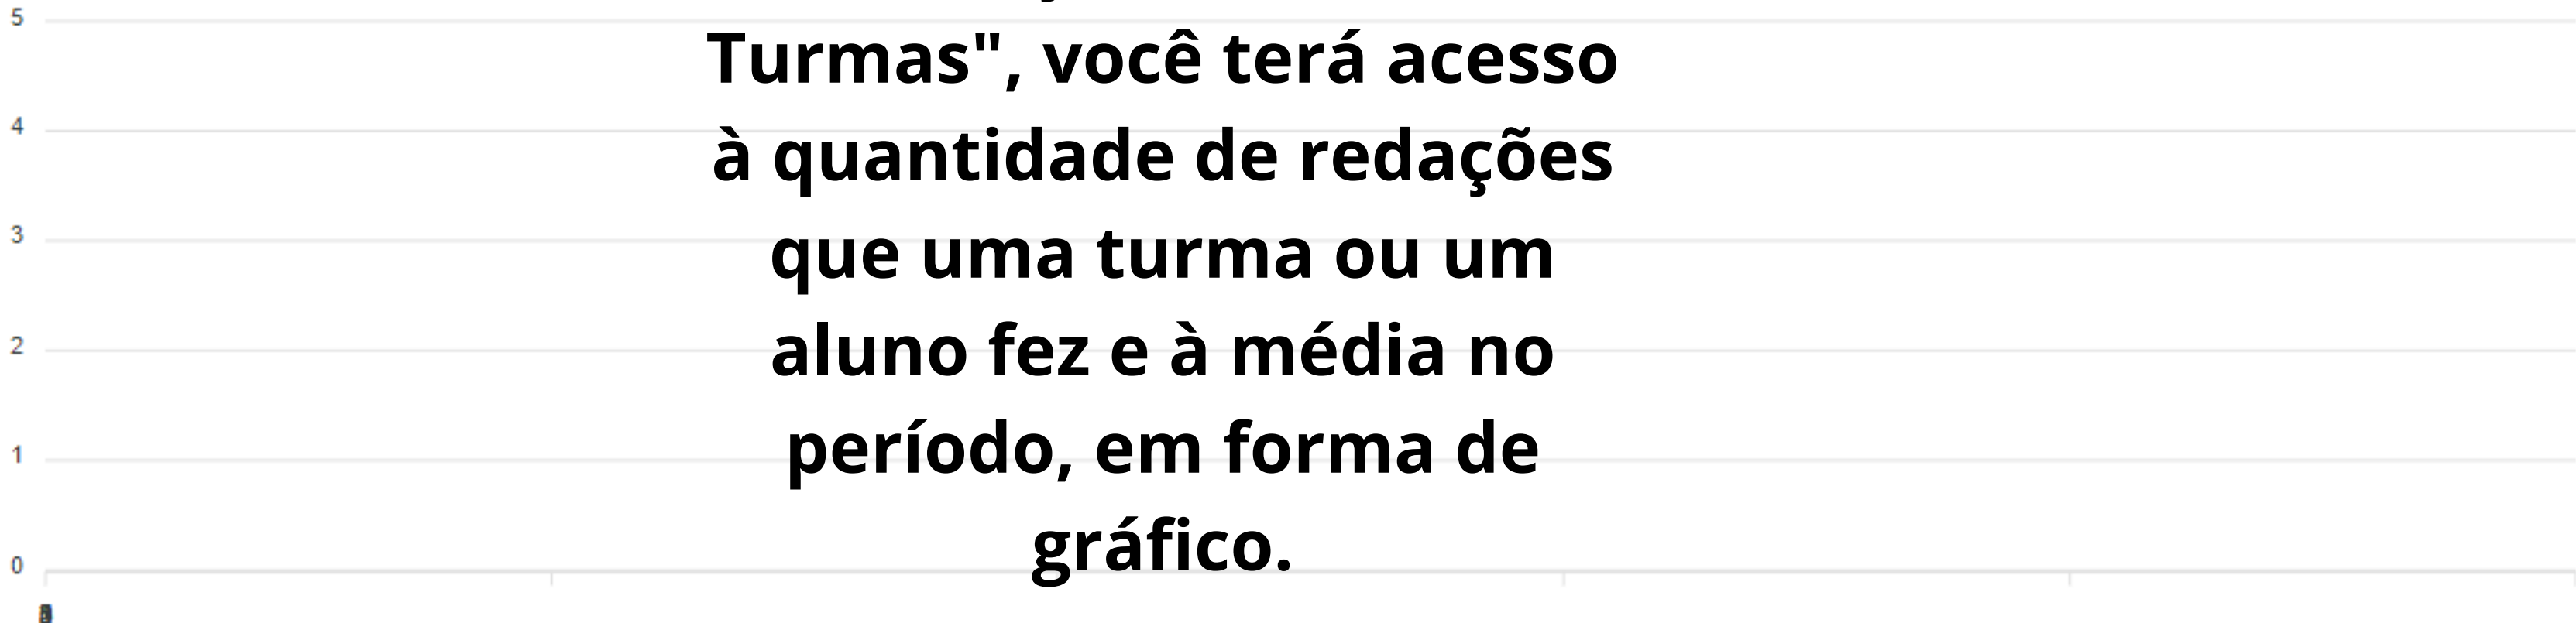 5
Turmas", você terá acesso
4
à quantidade de redações
3
que uma turma ou um
2
aluno fez e à média no
1
período, em forma de
gráfico.
0